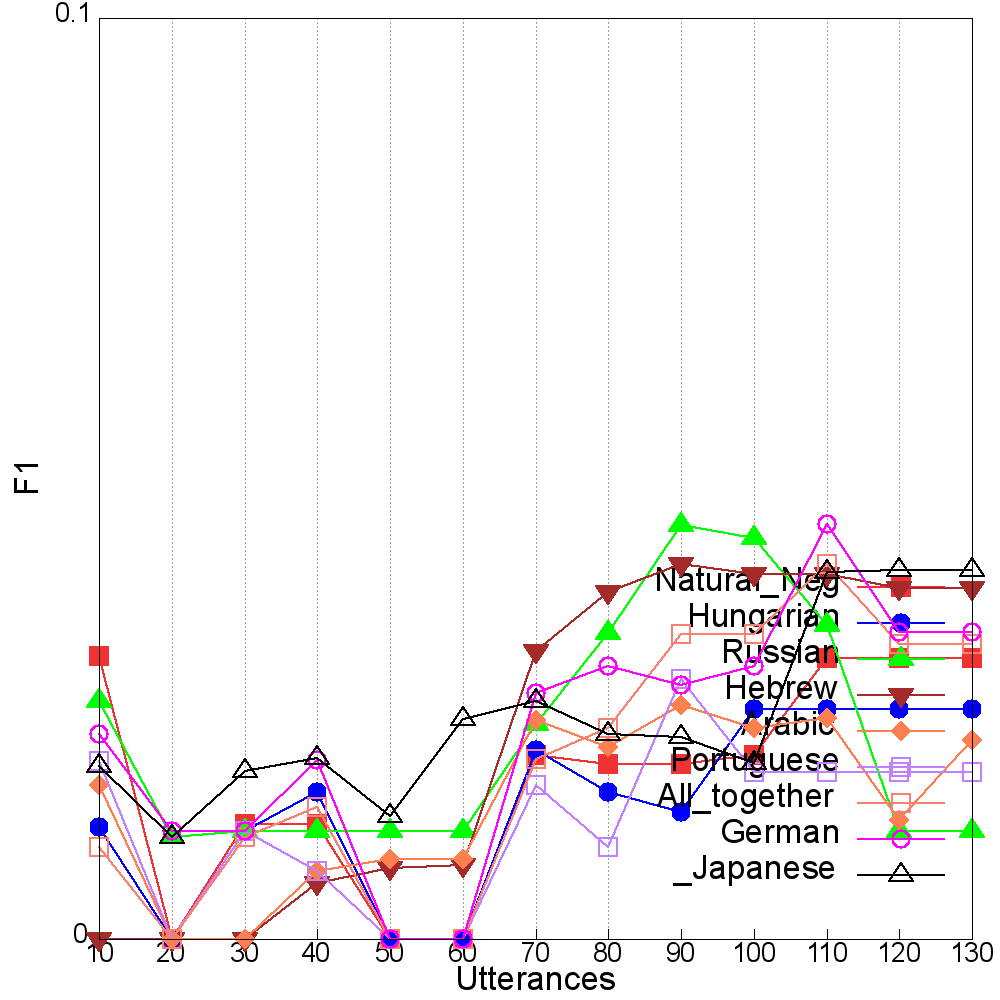 0.1
F1
Natural_Neg
_Hungarian
Russian
Hebrew
Arabic
Portuguese
All_together
German
_Japanese
0
10 20 30 40 50 60 70 80 90 100 110 120 130
Utterances